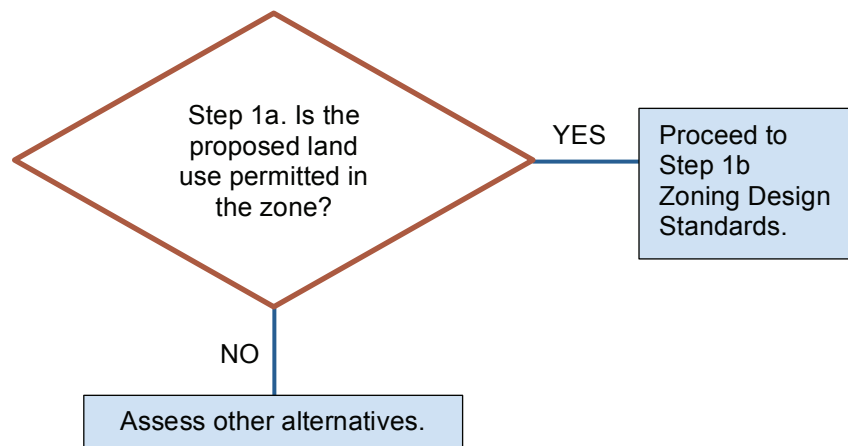 Step 1a. Is the
proposed land
use permitted in
the zone?
YES
Proceed to
Step 1b
Zoning Design
Standards.
NO
Assess other alternatives.